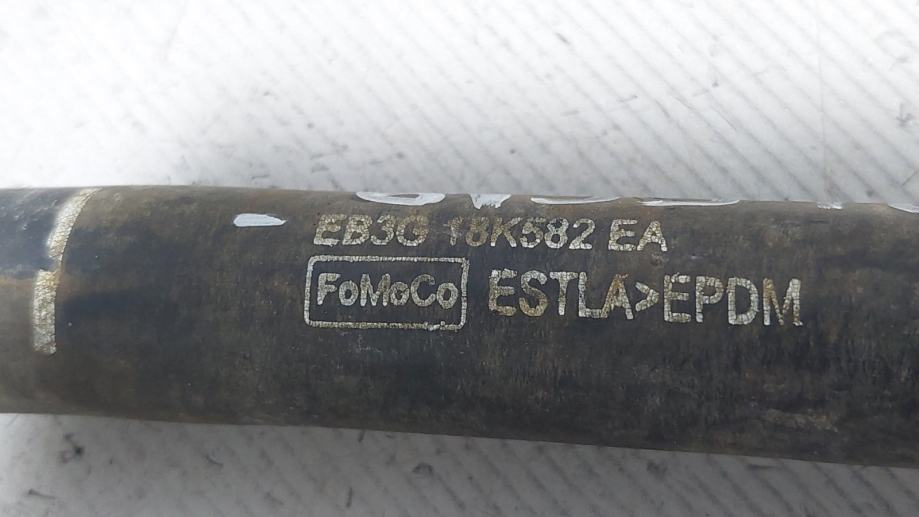 EB3G 18K582 EA
FoMoCo ESTLA>EPDM